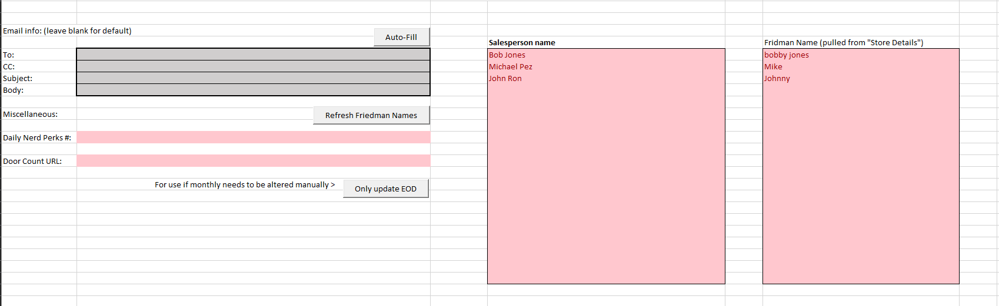 Email info: (leave blank for default)
Auto-Fill
To:
CC:
Subject:
Body:
Miscellaneous:
Refresh Friedman Names
Daily Nerd Perks #:
Door Count URL:
For use if monthly needs to be altered manually >
Only update EOD
Salesperson name
Bob Jones
Michael Pez
John Ron
Fridman Name (pulled from "Store Details")
bobby jones
Mike
Johnny